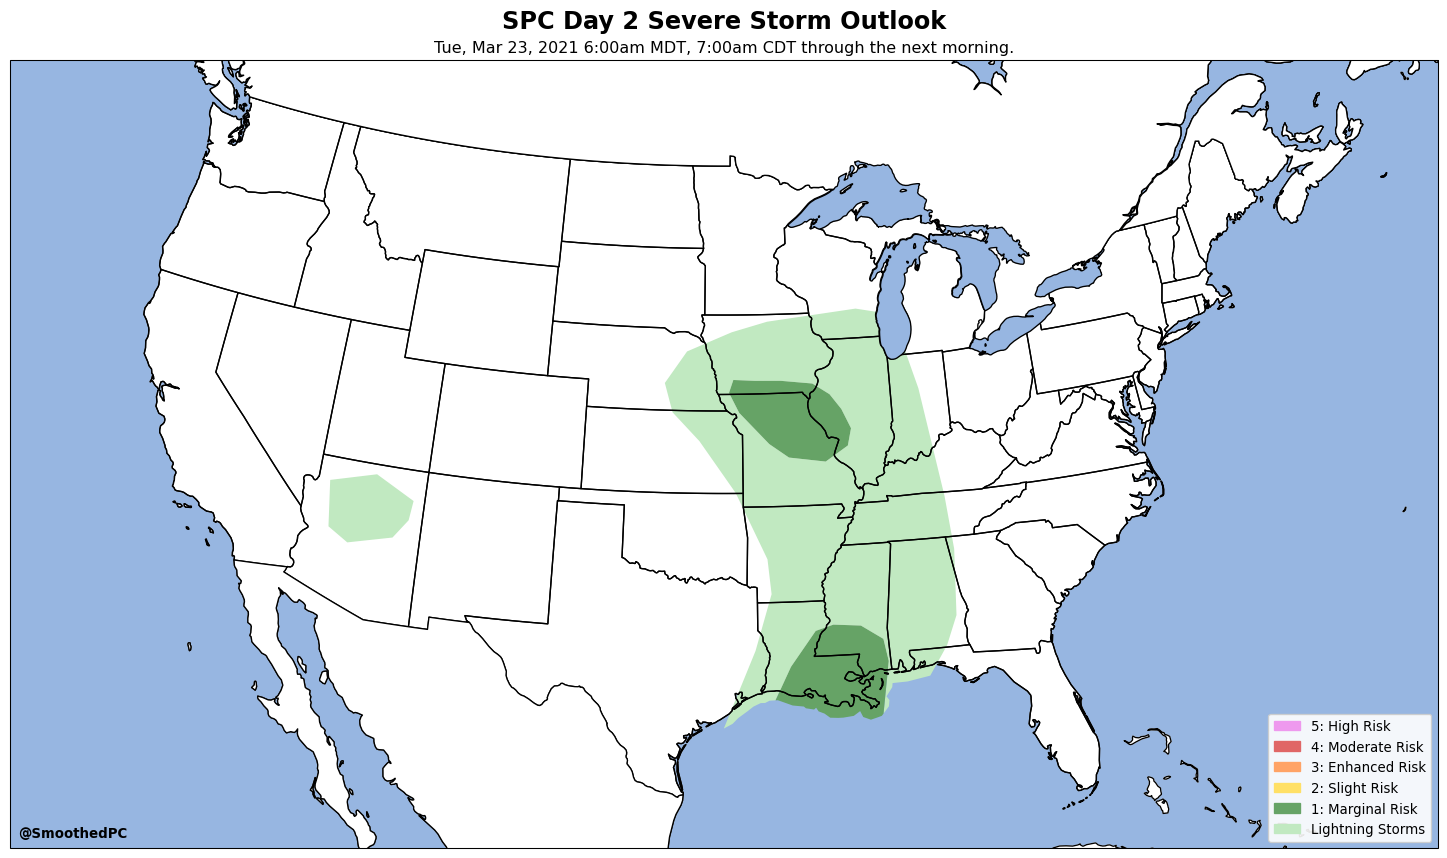 SPC Day 2 Severe Storm Outlook
Tue, Mar 23, 2021 6:00am MDT, 7:00am CDT through the next morning.
5: High Risk
4: Moderate Risk
3: Enhanced Risk
2: Slight Risk
1: Marginal Risk
Lightning Storms
@SmoothedPC